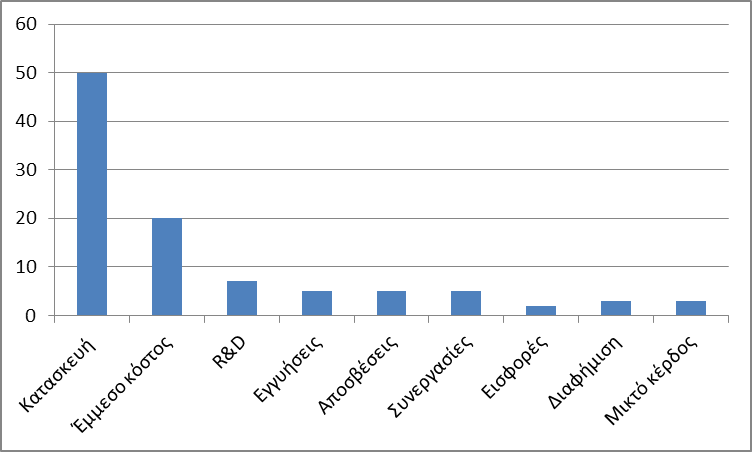 60
50
40
30
20
10
0
Κατασκευή
Έμμεσο κόστος
R&D
Εγγυήσεις
Αποσβέσεις
Συνεργασίες
Εισφορές
Διαφήμιση
Μικτό κέρδος